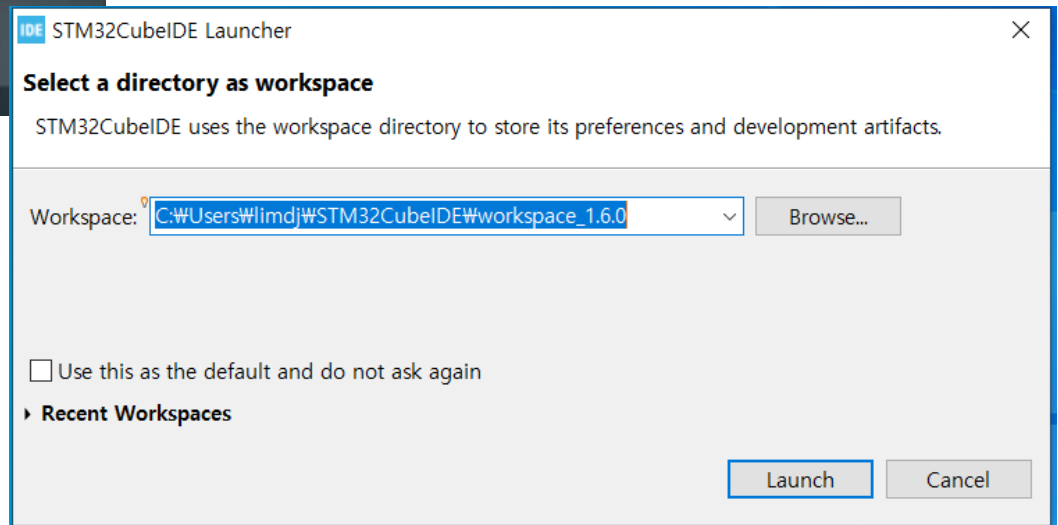 IDE STM32CubeIDE Launcher
Select a directory as workspace
STM32CubeIDE uses the workspace directory to store its preferences and development artifacts.
Workspace: C:₩Users₩limdj₩STM32CubeIDE₩workspace_1.6.0 Browse...
Use this as the default and do not ask again
Recent Workspaces
Launch Cancel